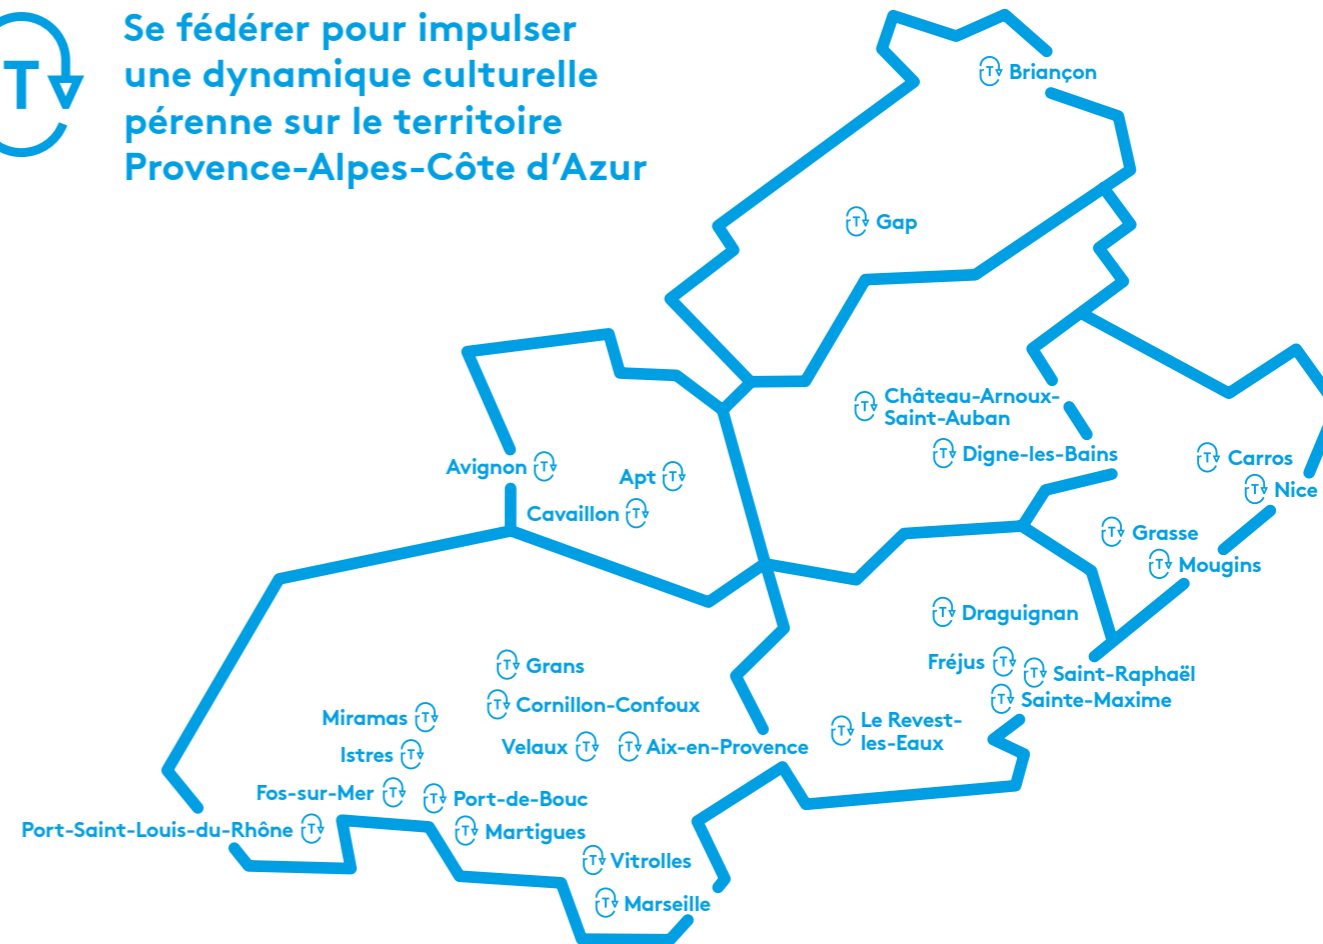 T
Se fédérer pour impulser
une dynamique culturelle
pérenne sur le territoire
Provence-Alpes-Côte d'Azur
T Briançon
T Gap
T Château-Arnoux-
Saint-Auban
T Digne-les-Bains
Avignon T
Apt T
Cavaillon T
T Carros
T Nice
T Grasse
T Mougins
T Draguignan
Fréjus T
T Saint-Raphaël
T Sainte-Maxime
T Le Revest-
les-Eaux
T Grans
T Cornillon-Confoux
Miramas T
Istres T
Velaux T
T Aix-en-Provence
Fos-sur-Mer T
T Port-de-Bouc
Port-Saint-Louis-du-Rhône T
T Martigues
T Vitrolles
T Marseille